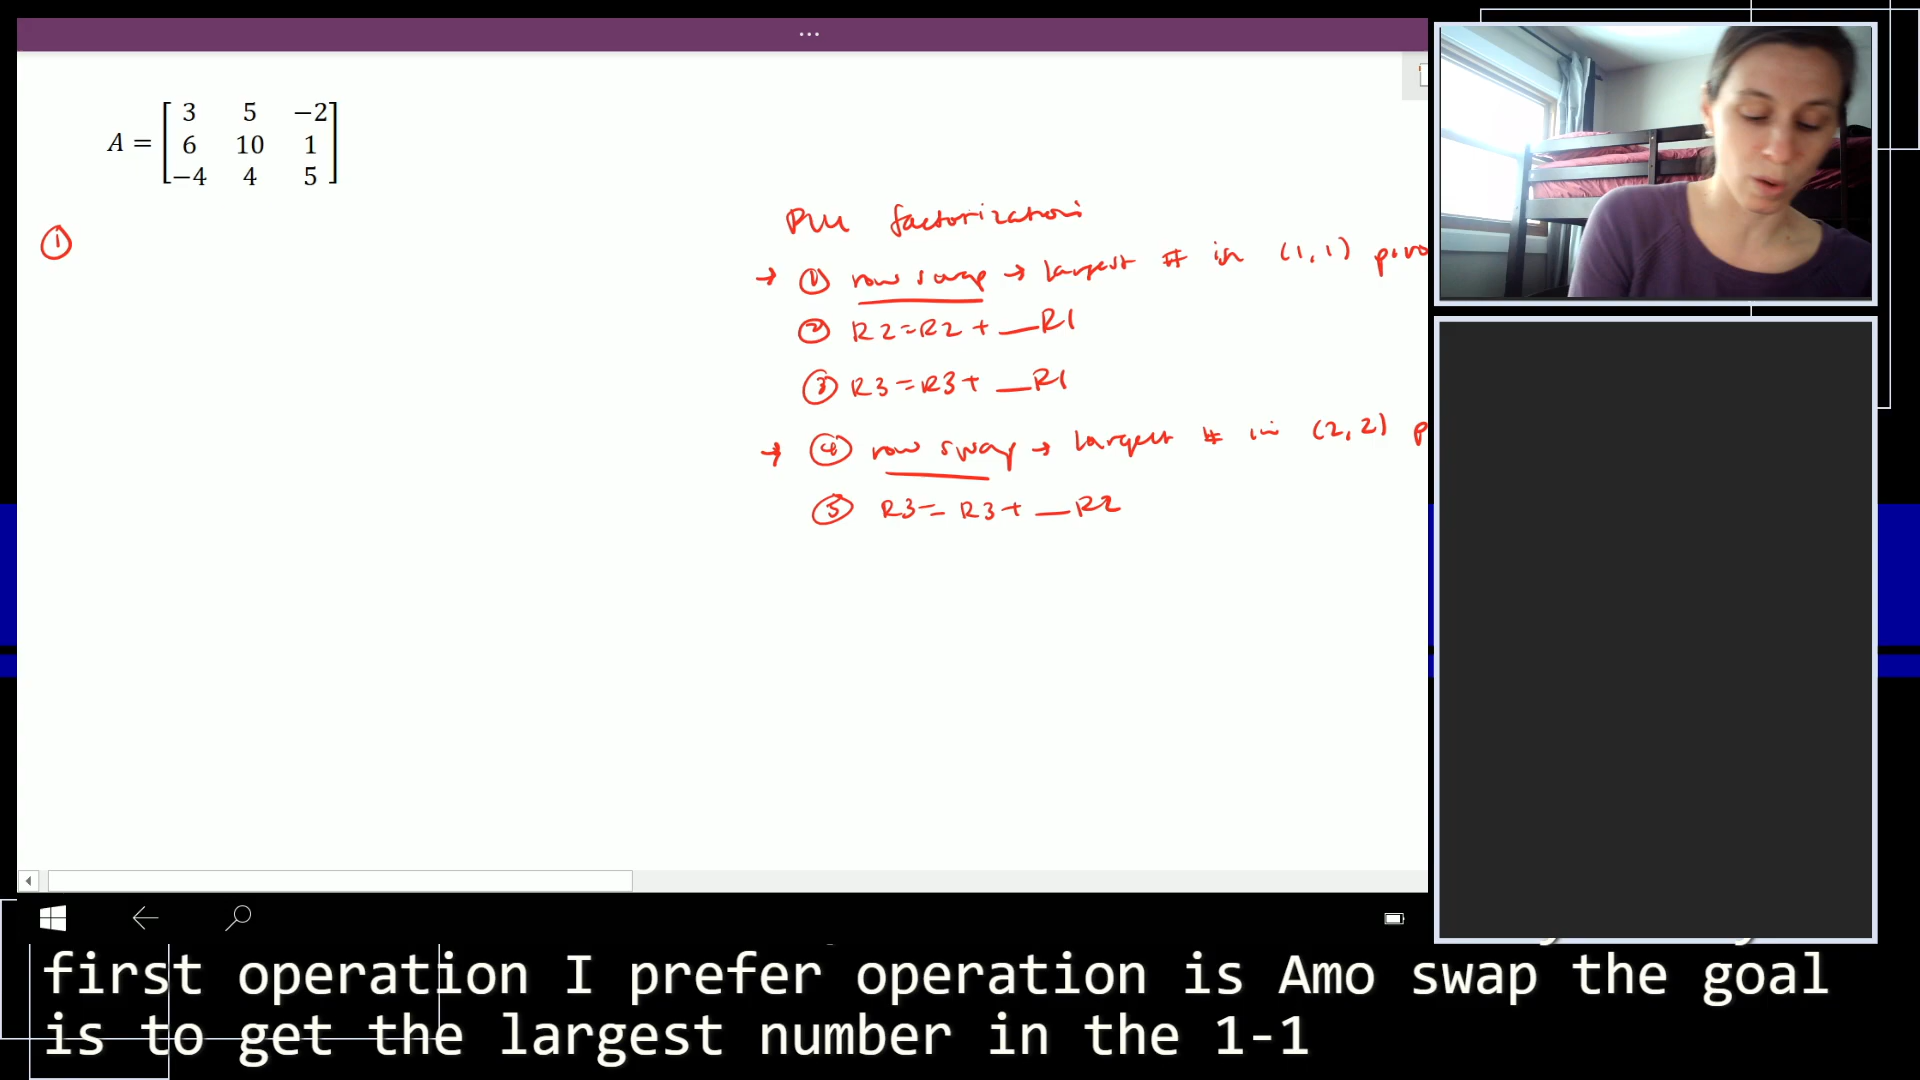 ...
A = [3 5 −2
6 10 1
−4 4 5]
①
PLU factorization
→ ① row swap → largest # in (1,1) pivo
② R2=R2 + __R1
③ R3=R3+ __R1
→ ④ row swap → largest # in (2,2) p
⑤ R3= R3+ __R2
first operation I prefer operation is Amo swap the goal
is to get the largest number in the 1-1